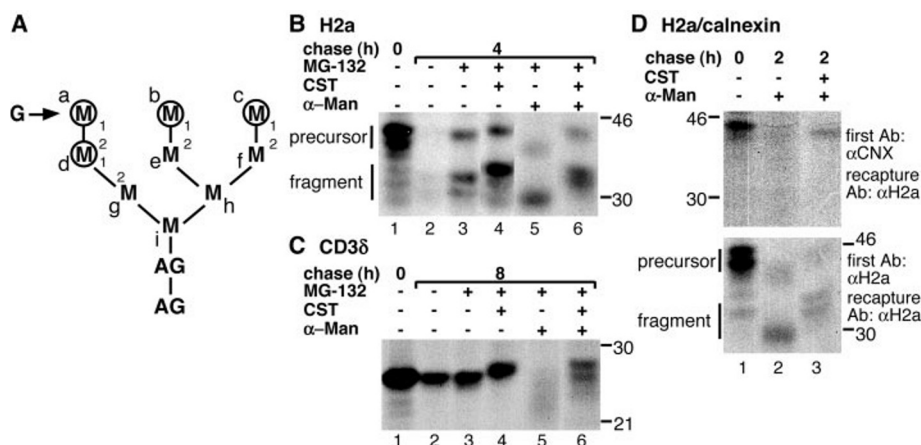 A
G
a
M
1
2
d
M
1
2
g
M
b
M
1
2
e
M
c
M
1
2
f
M
h
M
i
M
AG
AG
B H2a
chase (h) 0 4
MG-132 - - + + + +
CST - - - + - +
α–Man - - - - + +
precursor
fragment
46
30
1 2 3 4 5 6
C CD3δ
chase (h) 0 8
MG-132 - - + + + +
CST - - - + - +
α–Man - - - - + +
30
21
1 2 3 4 5 6
D H2a/calnexin
chase (h) 0 2 2
CST - - +
α-Man - + +
46
30
first Ab:
αCNX
recapture
Ab: αH2a
precursor
fragment
46
first Ab:
αH2a
recapture
Ab: αH2a
30
1 2 3